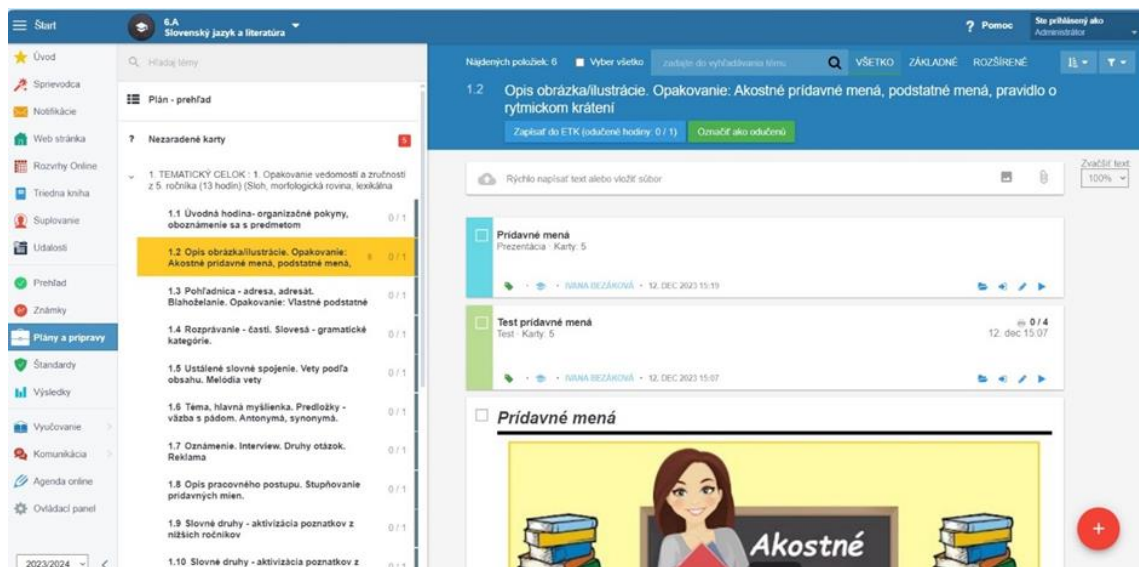 Štart
6.A
Slovenský jazyk a literatúra
? Pomoc
Ste prihlásený ako
Administrátor
Úvod
Sprievodca
Notifikácie
Web stránka
Rozvrhy Online
Triedna kniha
Suplovanie
Udalosti
Prehľad
Známky
Plány a prípravy
Štandardy
Výsledky
Vyučovanie
Komunikácia
Agenda online
Ovládací panel
2023/2024
Hľadaj témy
Plán - prehľad
? Nezaradené karty 5
1. TEMATICKÝ CELOK : 1. Opakovanie vedomostí a zručností
z 5. ročníka (13 hodín) (Sloh, morfologická rovina, lexikálna
1.1 Úvodná hodina- organizačné pokyny,
oboznámenie sa s predmetom
0 / 1
1.2 Opis obrázka/ilustrácie. Opakovanie:
Akostné prídavné mená, podstatné mená,
0 / 1
1.3 Pohľadnica - adresa, adresát.
Blahoželanie. Opakovanie: Vlastné podstatné
0 / 1
1.4 Rozprávanie - časti. Slovesá - gramatické
kategórie.
0 / 1
1.5 Ustálené slovné spojenie. Vety podľa
obsahu. Melódia vety
0 / 1
1.6 Téma, hlavná myšlienka. Predložky -
väzba s pádom. Antonymá, synonymá.
0 / 1
1.7 Oznámenie. Interview. Druhy otázok.
Reklama
0 / 1
1.8 Opis pracovného postupu. Stupňovanie
prídavných mien.
0 / 1
1.9 Slovné druhy - aktivizácia poznatkov z
nižších ročníkov
0 / 1
1.10 Slovné druhy - aktivizácia poznatkov z
Nájdených položiek: 6
Vyber všetko
zadajte do vyhľadávania tému
VŠETKO
ZÁKLADNÉ
ROZŠÍRENÉ
1.2 Opis obrázka/ilustrácie. Opakovanie: Akostné prídavné mená, podstatné mená, pravidlo o
rytmickom krátení
Zapísať do ETK (odučené hodiny: 0 / 1)
Označiť ako odučenú
Rýchlo napísať text alebo vložiť súbor
Zväčšiť text:
100%
Prídavné mená
Prezentácia · Karty: 5
IVANA BEZÁKOVÁ · 12. DEC 2023 15:19
Test prídavné mená
Test · Karty: 5
0 / 4
12. dec 15:07
IVANA BEZÁKOVÁ · 12. DEC 2023 15:07
Prídavné mená
Akostné
+